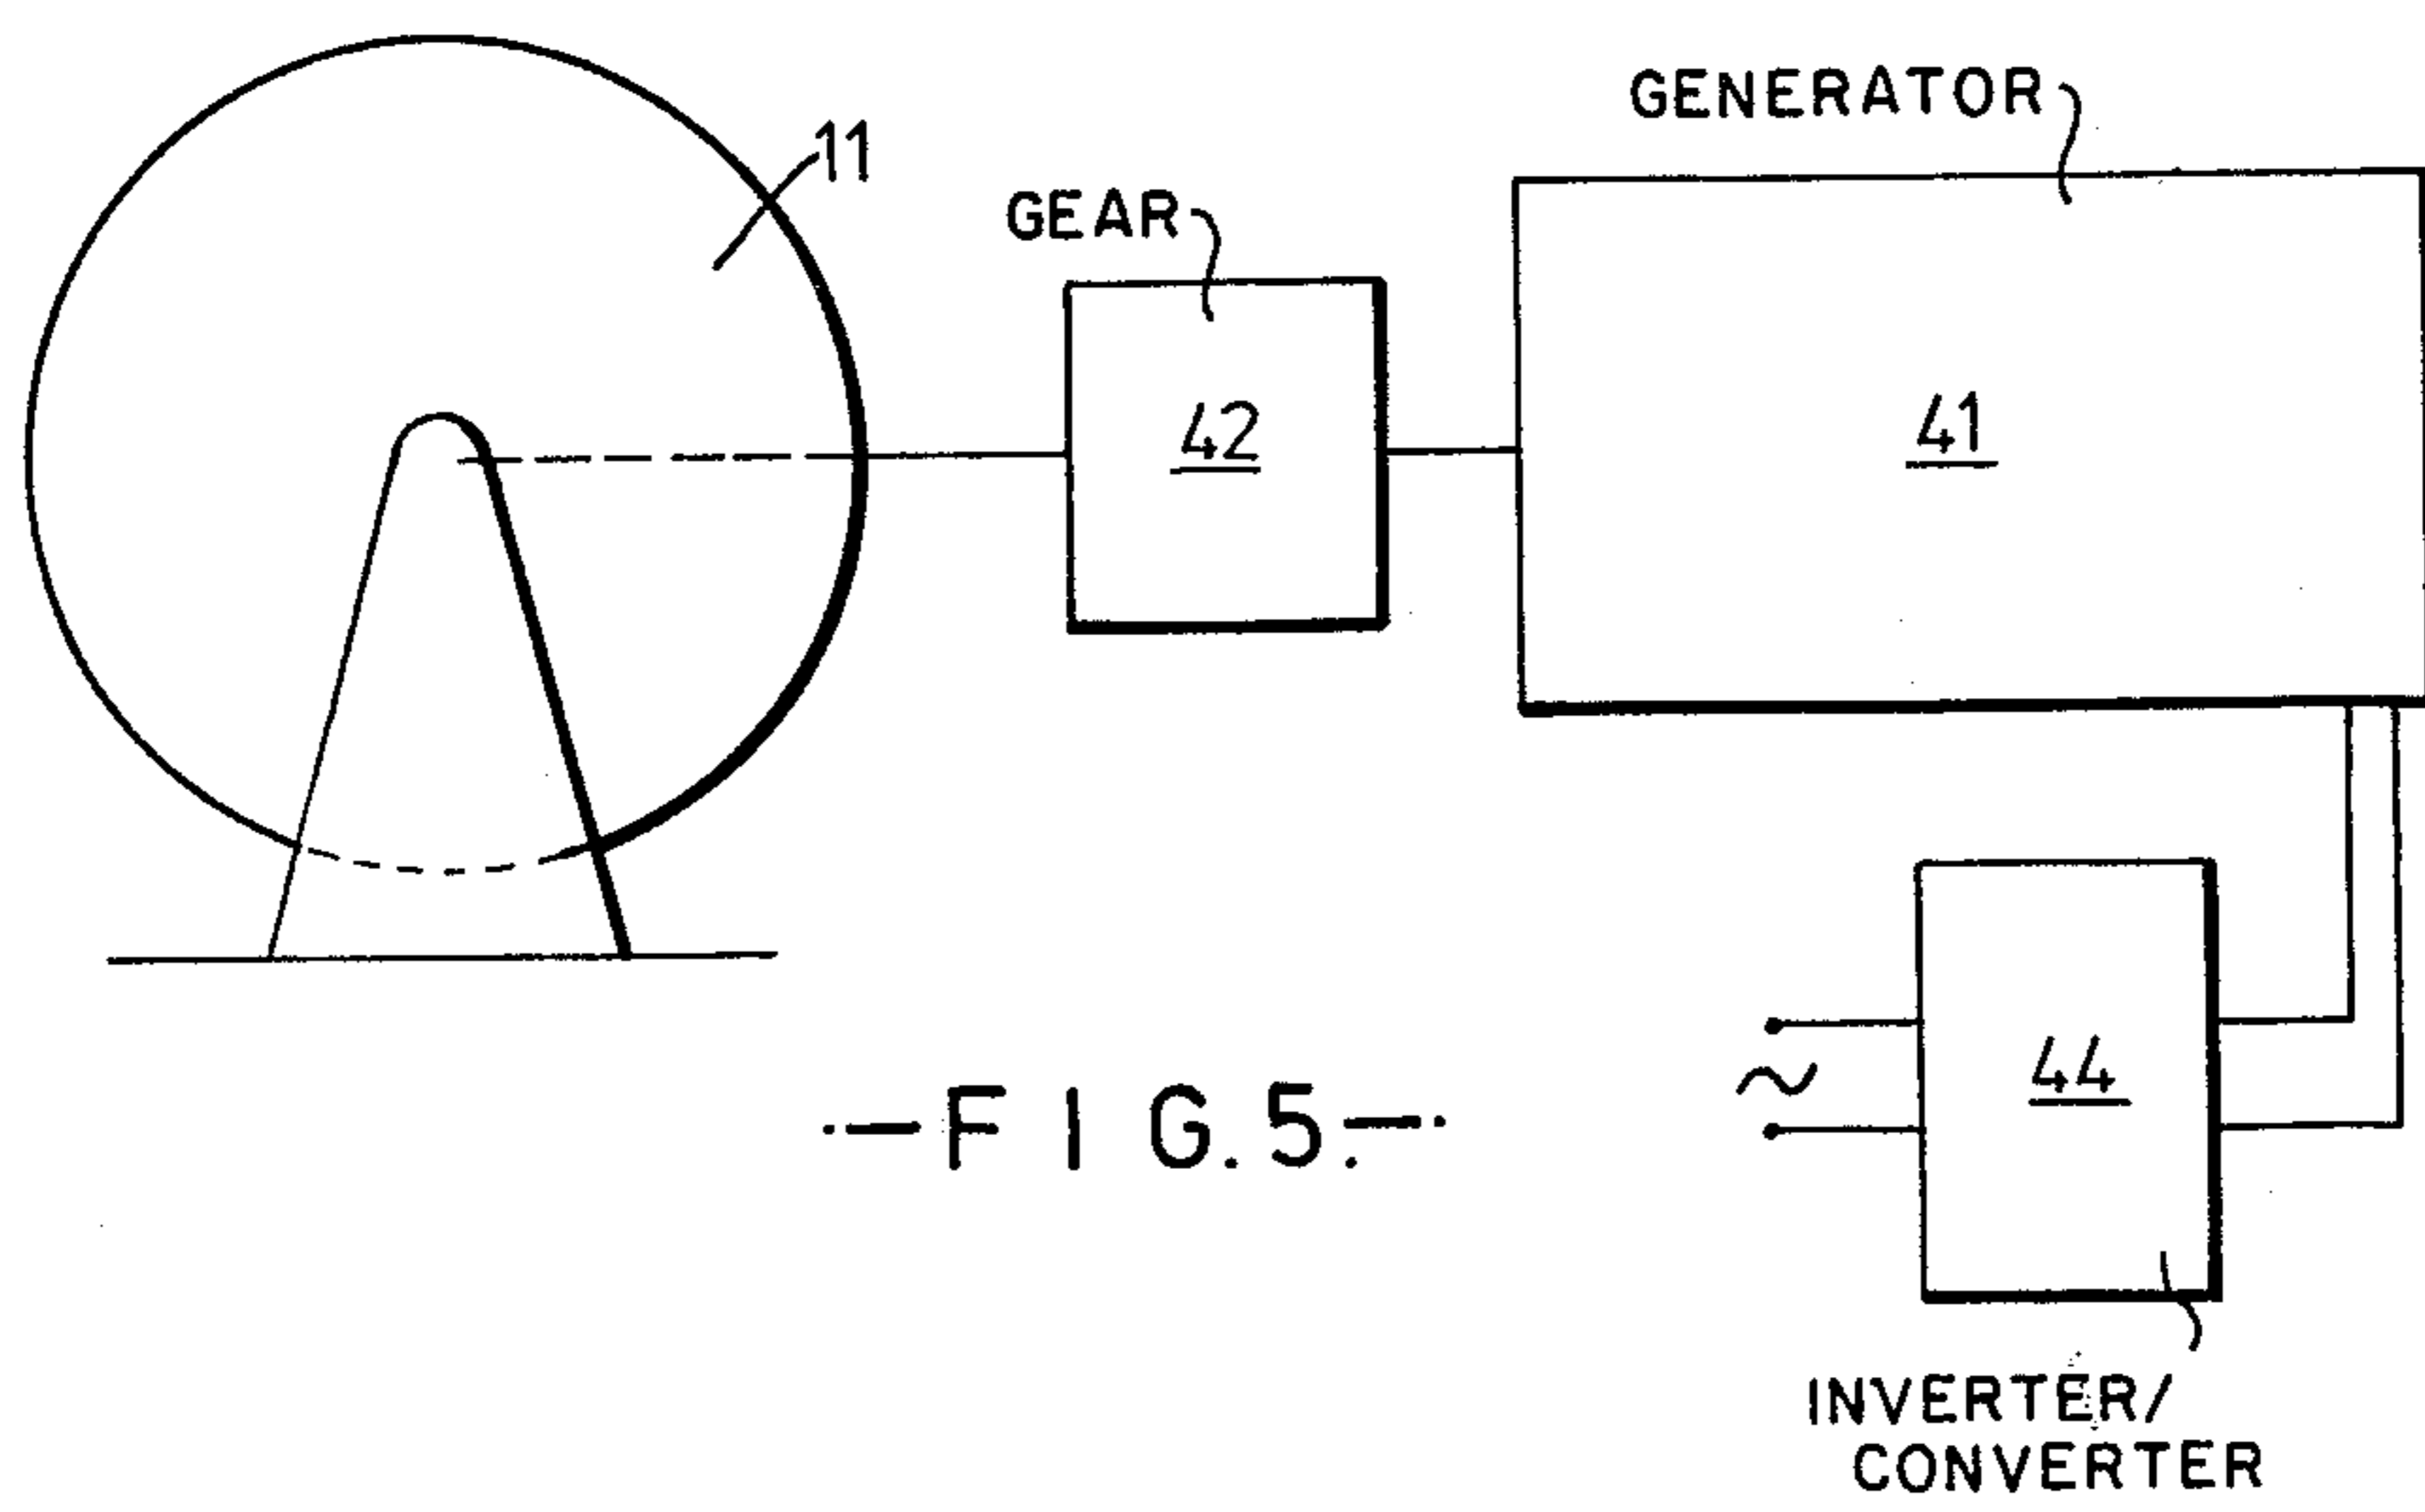 GENERATOR
11
GEAR
42
41
44
~
·—F I G.5.—·
INVERTER/
CONVERTER